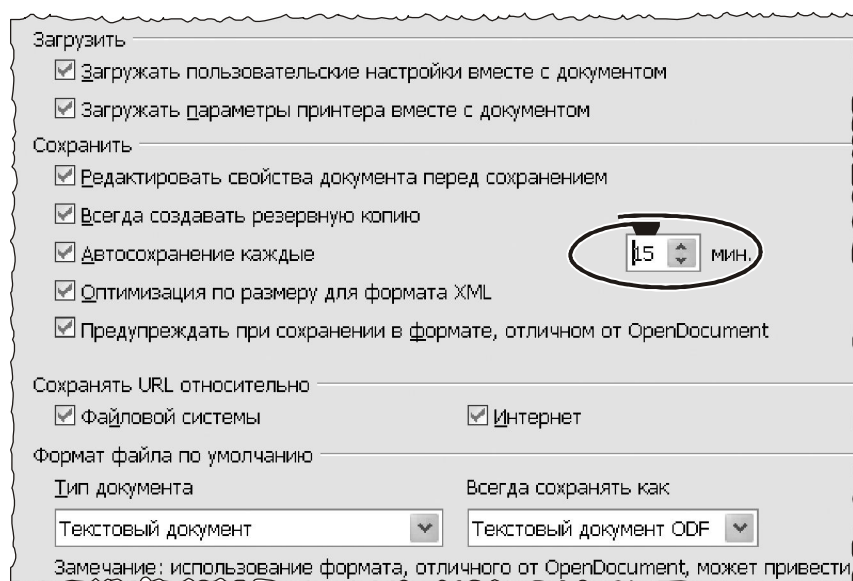 Загрузить
Загружать пользовательские настройки вместе с документом
Загружать параметры принтера вместе с документом
Сохранить
Редактировать свойства документа перед сохранением
Всегда создавать резервную копию
Автосохранение каждые 15 мин.
Оптимизация по размеру для формата XML
Предупреждать при сохранении в формате, отличном от OpenDocument
Сохранять URL относительно
Файловой системы Интернет
Формат файла по умолчанию
Тип документа Всегда сохранять как
Текстовый документ Текстовый документ ODF
Замечание: использование формата, отличного от OpenDocument, может привести,